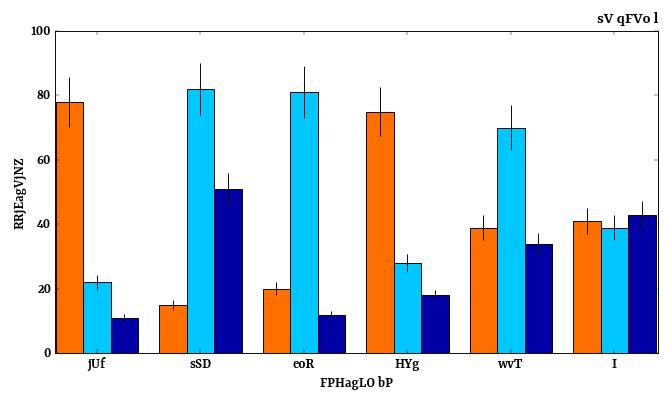 sV qFVo l
100
80
60
40
20
0
RRjEagVjNZ
jUf sSD eoR HYg wvT I
FPHagLO bP